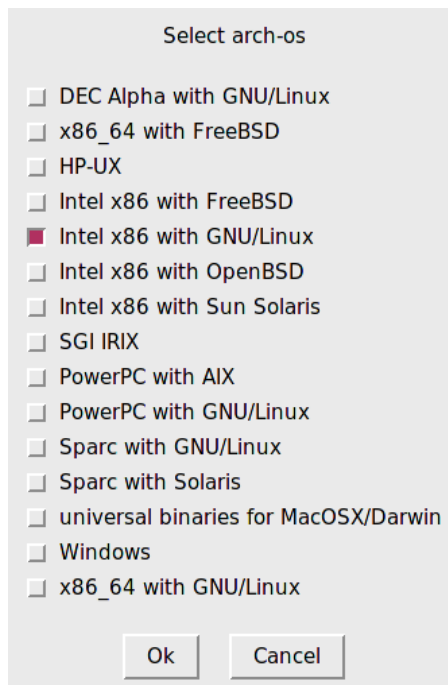 Select arch-os
DEC Alpha with GNU/Linux
x86_64 with FreeBSD
HP-UX
Intel x86 with FreeBSD
Intel x86 with GNU/Linux
Intel x86 with OpenBSD
Intel x86 with Sun Solaris
SGI IRIX
PowerPC with AIX
PowerPC with GNU/Linux
Sparc with GNU/Linux
Sparc with Solaris
universal binaries for MacOSX/Darwin
Windows
x86_64 with GNU/Linux
Ok Cancel